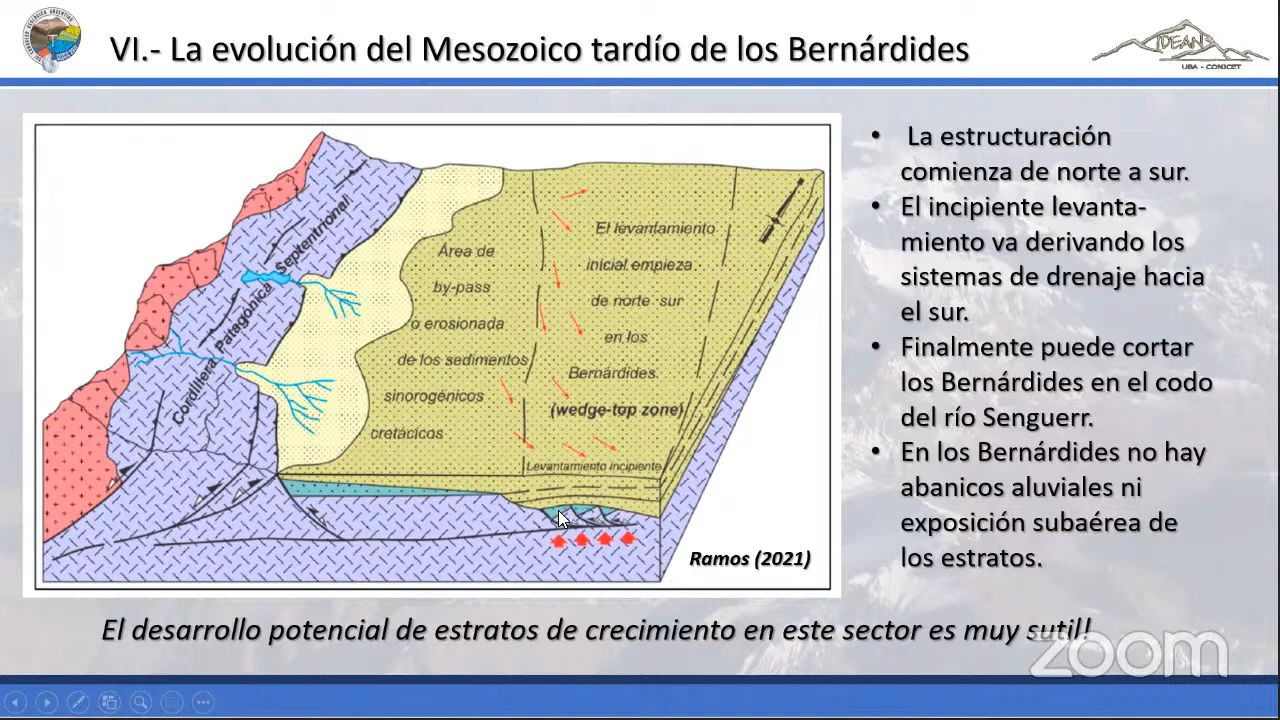 VI.- La evolución del Mesozoico tardío de los Bernárdides
IDEAN
UBA - CONICET
Cordillera Patagónica Septentrional
Área de
by-pass
o erosionada
de los sedimentos
sinorogénicos
cretácicos
El levantamiento
inicial empieza
de norte sur
en los
Bernárdides
(wedge-top zone)
Levantamiento incipiente
Ramos (2021)
• La estructuración
comienza de norte a sur.
• El incipiente levanta-
miento va derivando los
sistemas de drenaje hacia
el sur.
• Finalmente puede cortar
los Bernárdides en el codo
del río Senguerr.
• En los Bernárdides no hay
abanicos aluviales ni
exposición subaérea de
los estratos.
El desarrollo potencial de estratos de crecimiento en este sector es muy sutil!
zoom